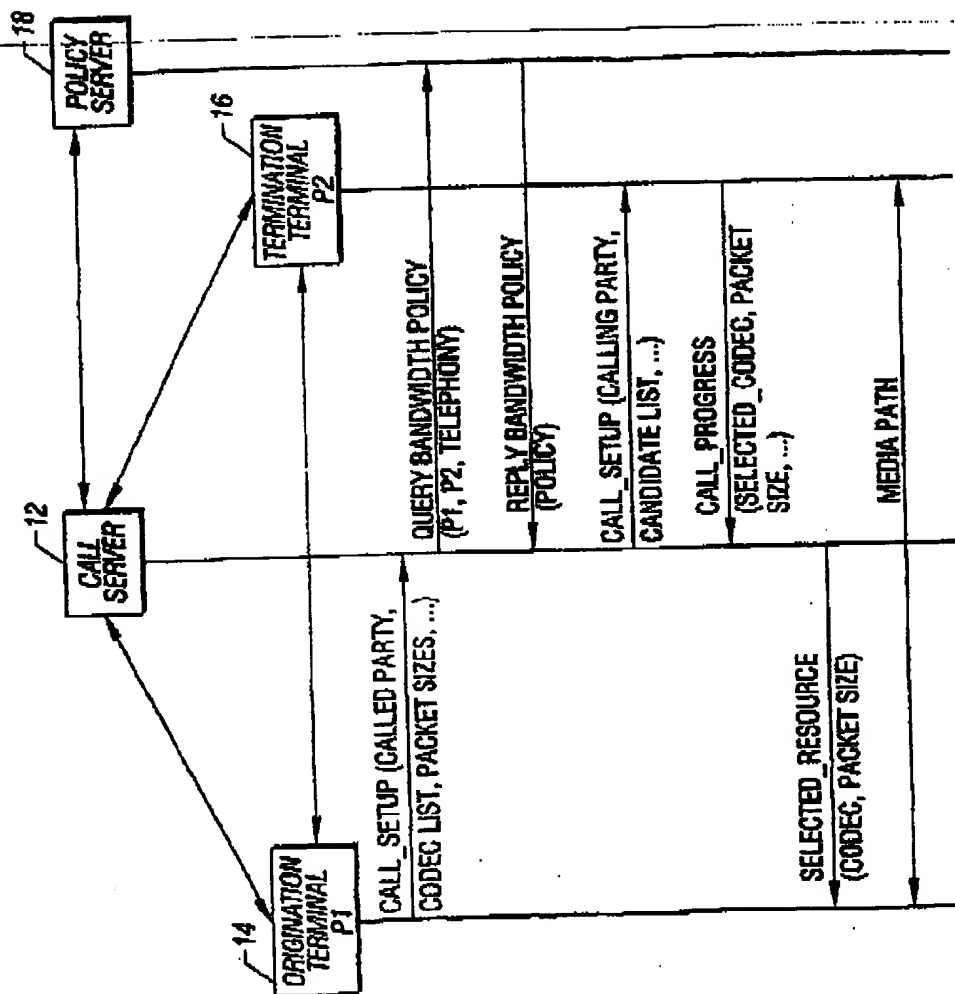 14
ORIGINATION
TERMINAL
P1
12
CALL
SERVER
16
TERMINATION
TERMINAL
P2
18
POLICY
SERVER
CALL_SETUP (CALLED PARTY,
CODEC LIST, PACKET SIZES, ...)
QUERY BANDWIDTH POLICY
(P1, P2, TELEPHONY)
REPLY BANDWIDTH POLICY
(POLICY)
CALL_SETUP (CALLING PARTY,
CANDIDATE LIST, ...)
CALL_PROGRESS
(SELECTED_CODEC, PACKET
SIZE, ...)
SELECTED_RESOURCE
(CODEC, PACKET SIZE)
MEDIA PATH